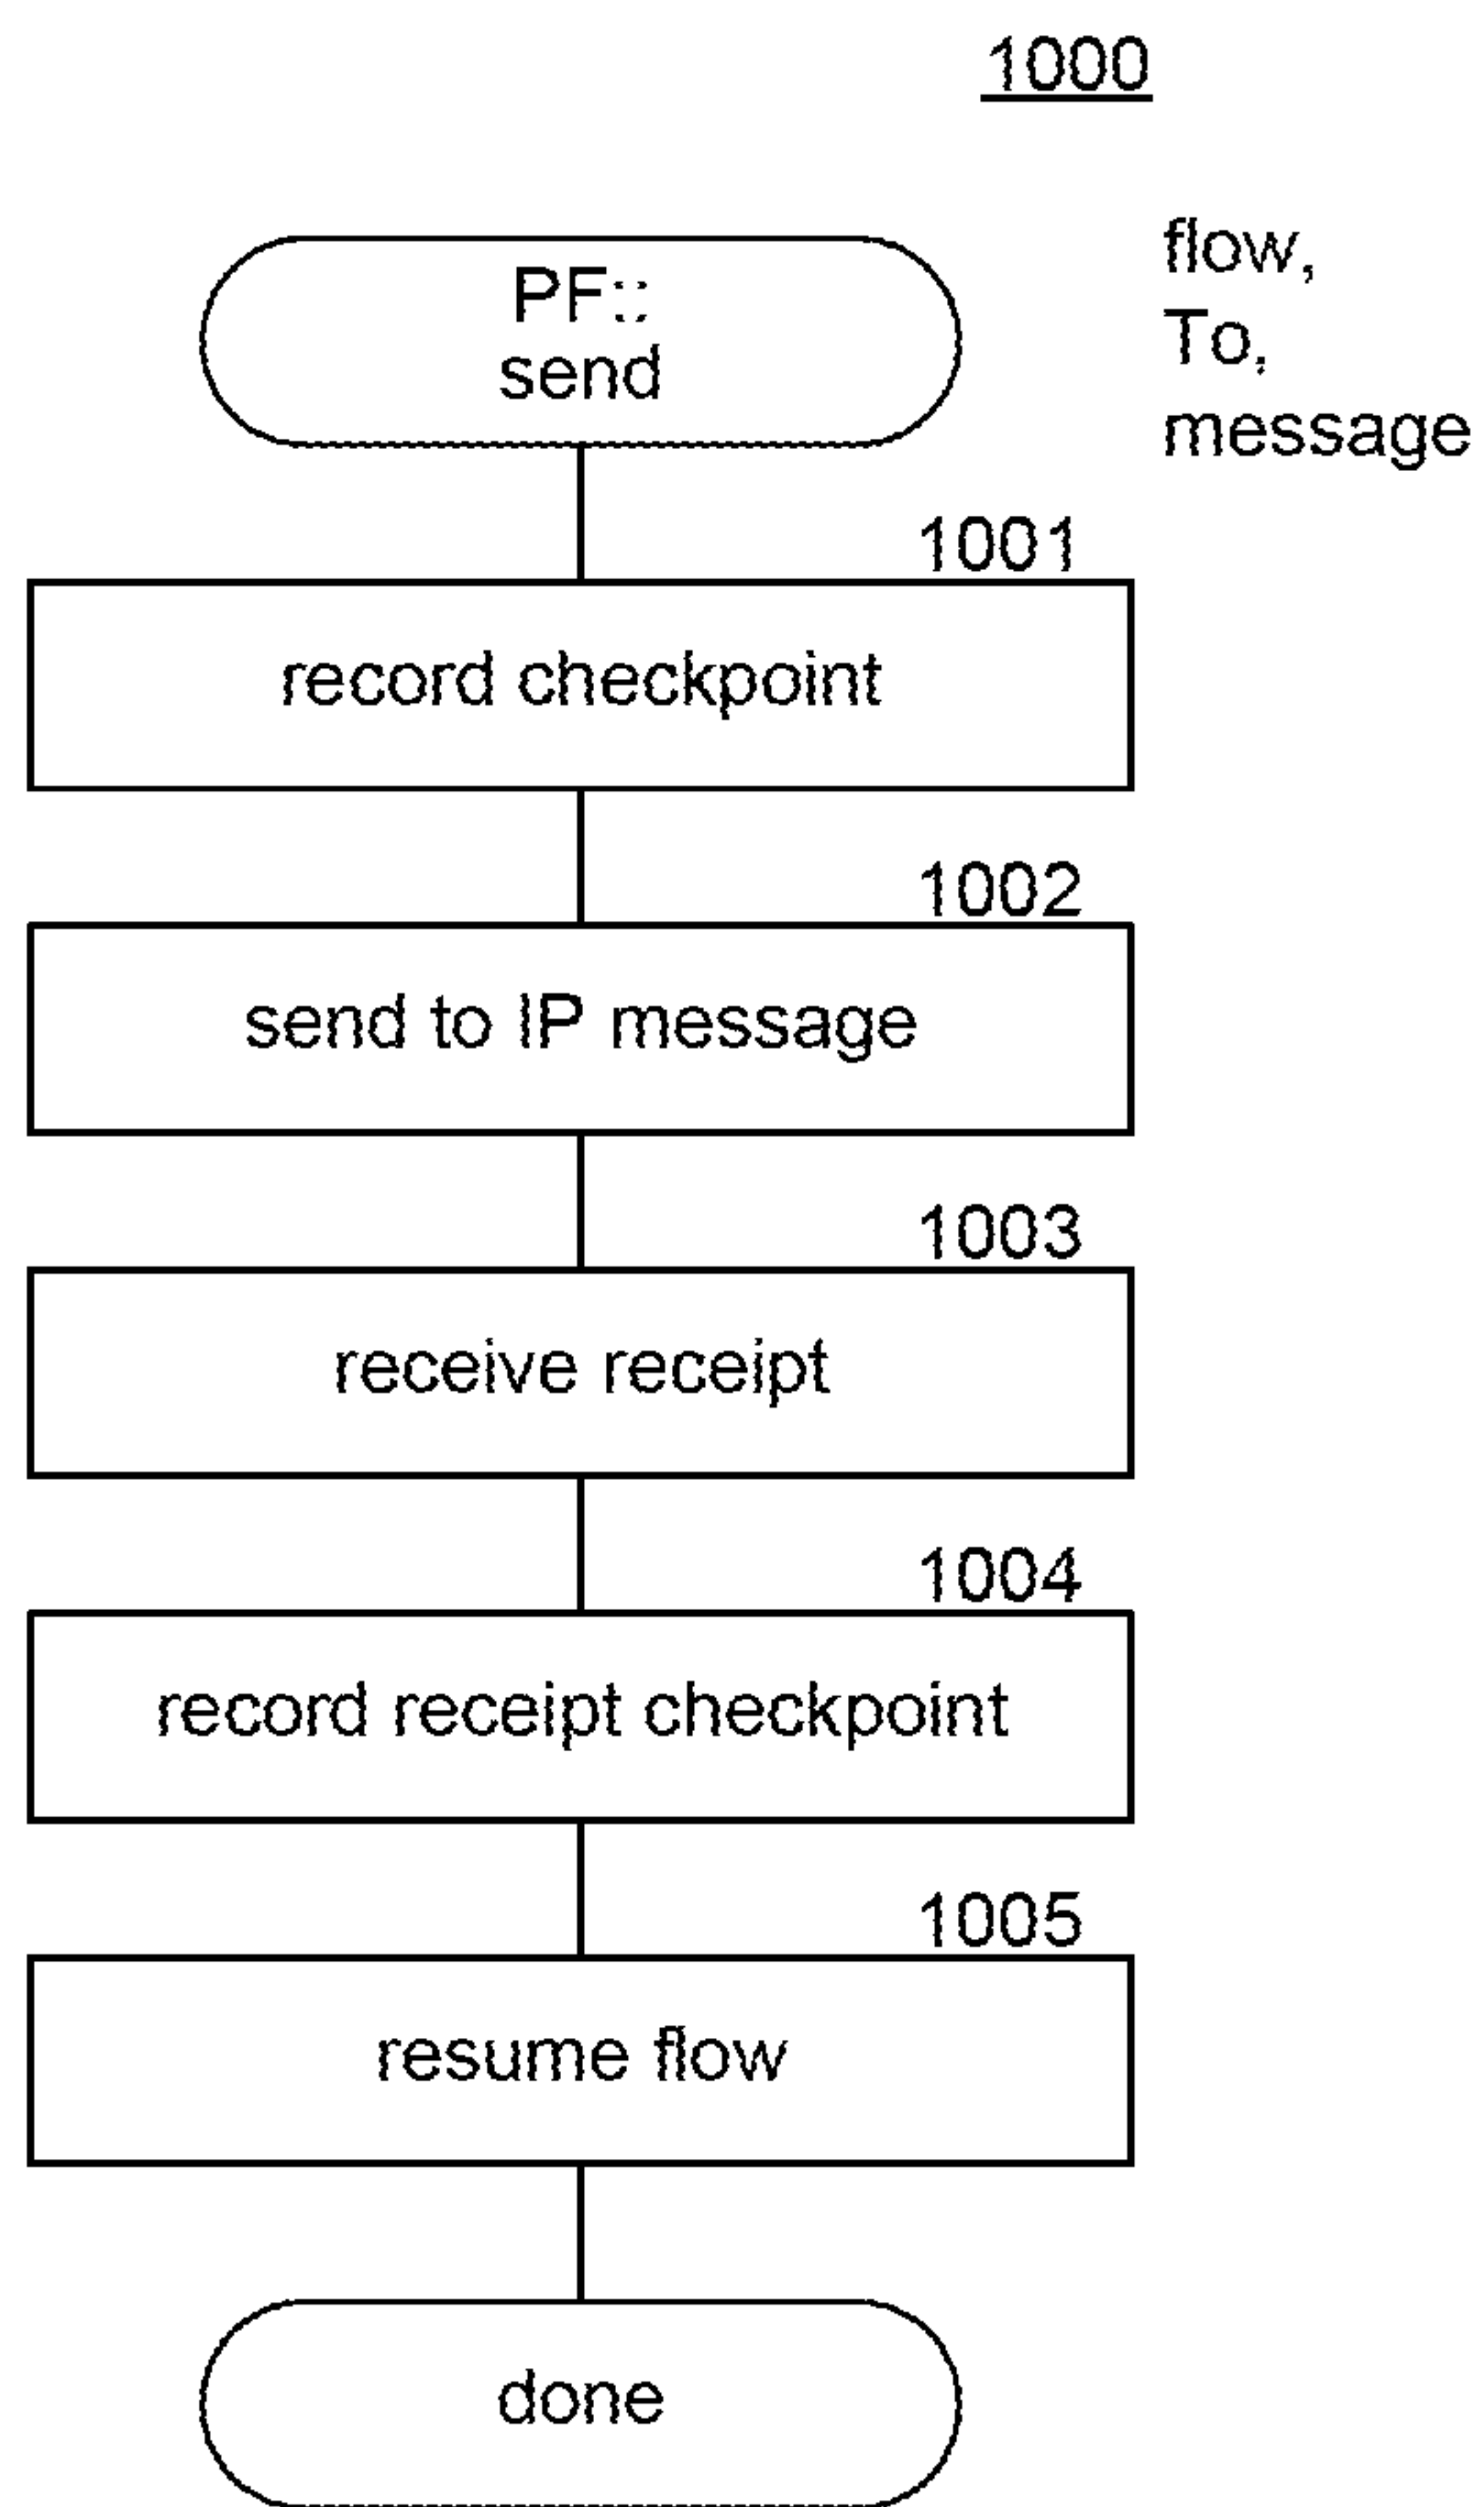 1000
PF::
send
flow,
To,
message
1001
record checkpoint
1002
send to IP message
1003
receive receipt
1004
record receipt checkpoint
1005
resume flow
done